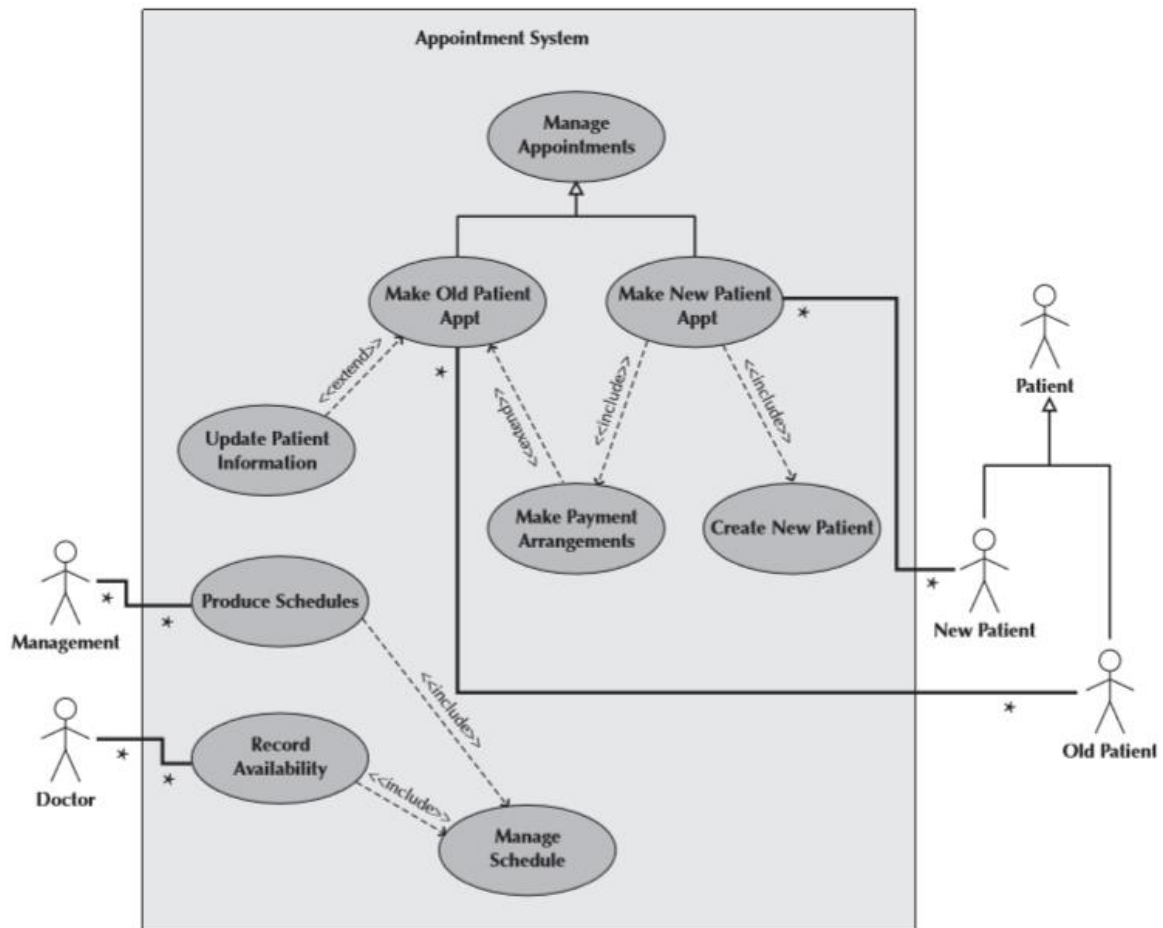 Appointment System
Manage
Appointments
Make Old Patient
Appt
Make New Patient
Appt
*
*
Patient
<<extend>>
<<extend>>
<<include>>
<<include>>
Update Patient
Information
Make Payment
Arrangements
Create New Patient
Management
*
*
Produce Schedules
*
New Patient
<<include>>
*
Old Patient
Doctor
*
*
Record
Availability
<<include>>
Manage
Schedule